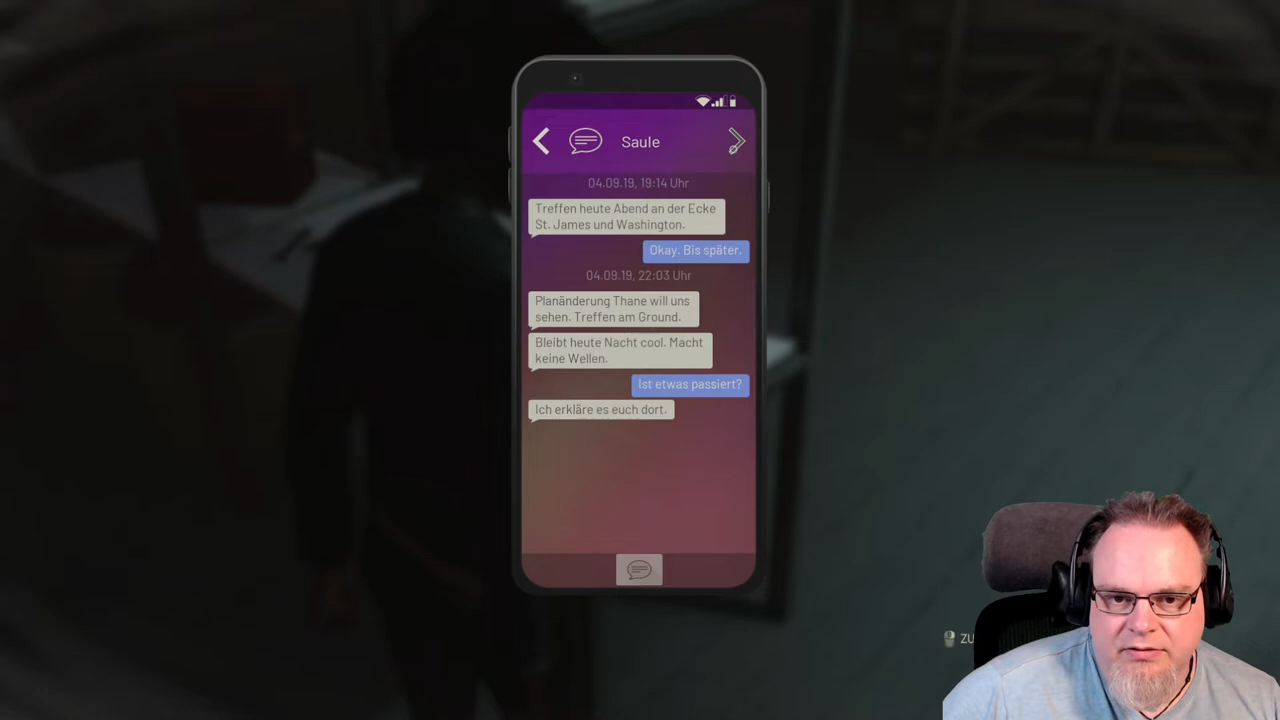 Saule
04.09.19, 19:14 Uhr
Treffen heute Abend an der Ecke
St. James und Washington.
Okay. Bis später.
04.09.19, 22:03 Uhr
Planänderung Thane will uns
sehen. Treffen am Ground.
Bleibt heute Nacht cool. Macht
keine Wellen.
Ist etwas passiert?
Ich erkläre es euch dort.
ZU